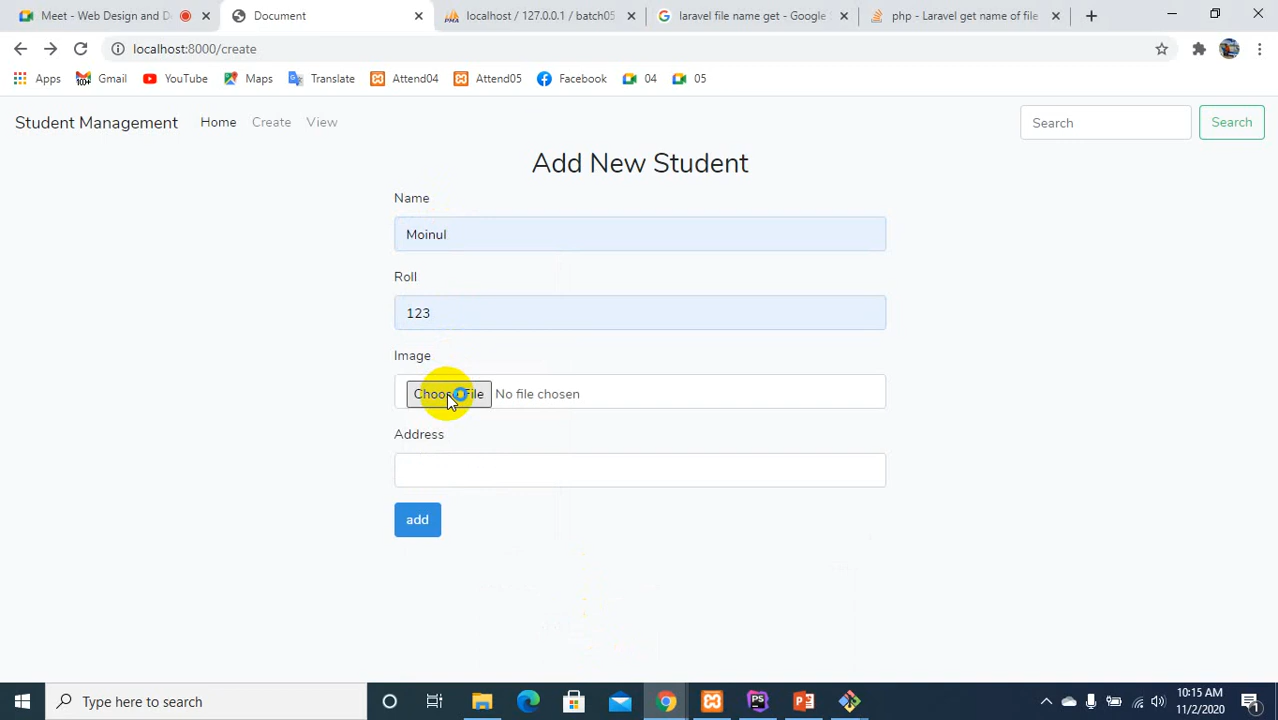 Meet - Web Design and D
Document
localhost / 127.0.0.1 / batch05
laravel file name get - Google
php - Laravel get name of file
localhost:8000/create
Apps
Gmail
YouTube
Maps
Translate
Attend04
Attend05
Facebook
04
05
Student Management
Home
Create
View
Search
Search
Add New Student
Name
Moinul
Roll
123
Image
Choose File
No file chosen
Address
add
Type here to search
10:15 AM
11/2/2020